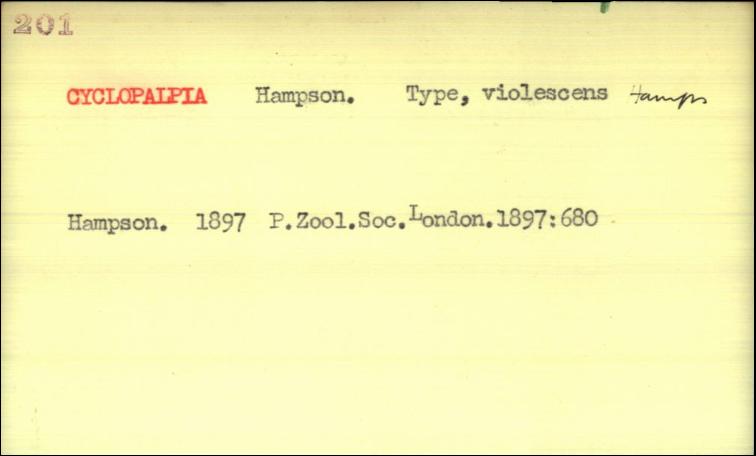 201
CYCLOPALPIA Hampson. Type, violescens Hamps
Hampson. 1897 P.Zool.Soc.London.1897:680